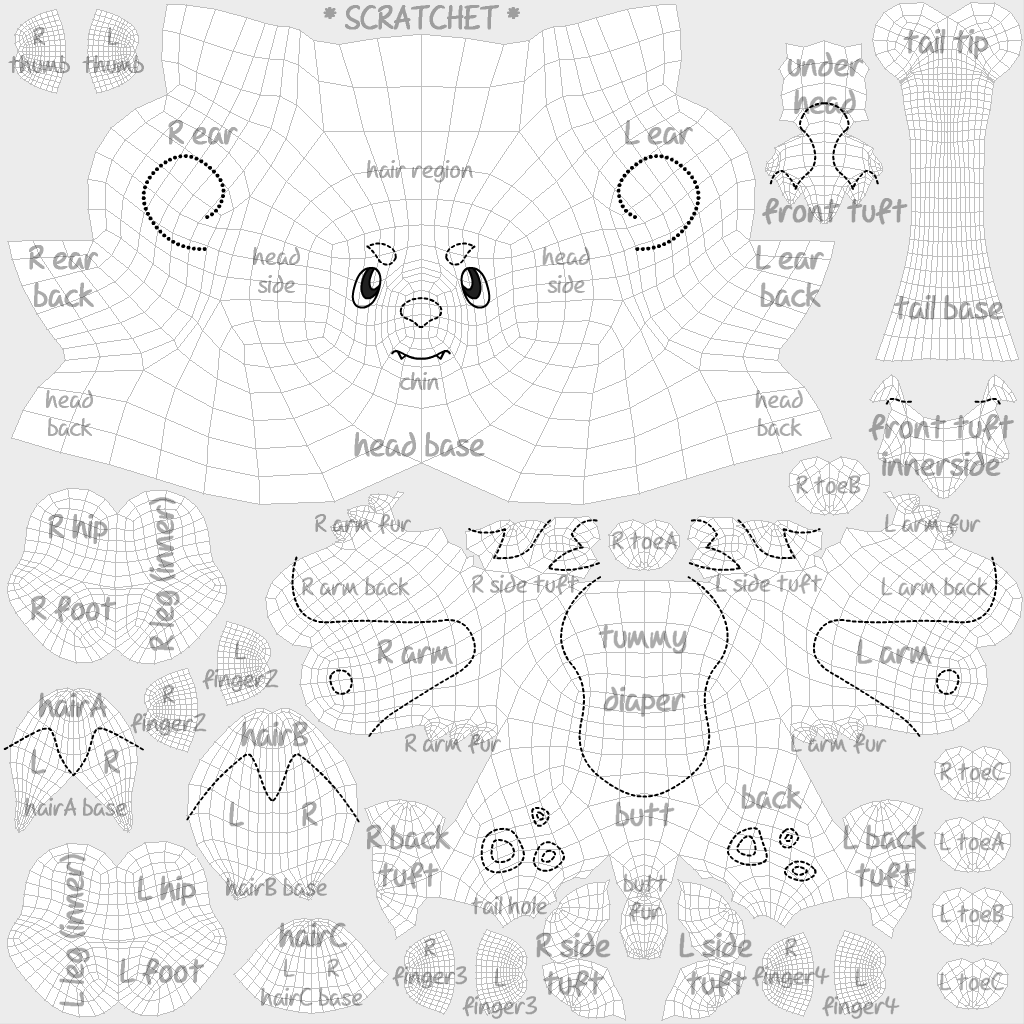 * SCRATCHET *
R
thumb
L
thumb
tail tip
under
head
R ear
L ear
hair region
front tuft
R ear
back
head
side
head
side
L ear
back
tail base
chin
head
back
head
back
head base
front tuft
innerside
R toeB
R hip
R leg (inner)
R foot
R arm fur
R toeA
L arm fur
R arm back
R side tuft
L side tuft
L arm back
R arm
tummy
L arm
L
finger2
R
finger2
diaper
hairA
L
R
hairA base
hairB
L
R
hairB base
R arm fur
L arm fur
R toeC
back
butt
R back
tuft
L back
tuft
L toeA
L leg (inner)
L hip
L foot
butt
fur
tail hole
L toeB
hairC
L
R
hairC base
R
finger3
L
finger3
R side
tuft
L side
tuft
R
finger4
L
finger4
L toeC